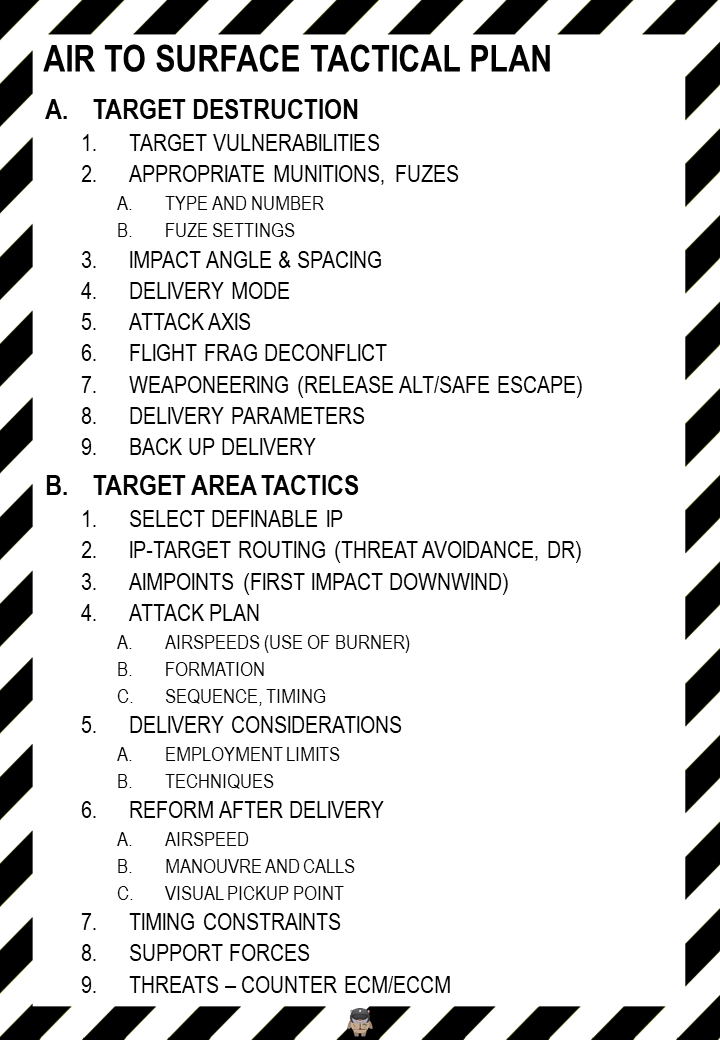 AIR TO SURFACE TACTICAL PLAN
A. TARGET DESTRUCTION
1. TARGET VULNERABILITIES
2. APPROPRIATE MUNITIONS, FUZES
A. TYPE AND NUMBER
B. FUZE SETTINGS
3. IMPACT ANGLE & SPACING
4. DELIVERY MODE
5. ATTACK AXIS
6. FLIGHT FRAG DECONFLICT
7. WEAPONEERING (RELEASE ALT/SAFE ESCAPE)
8. DELIVERY PARAMETERS
9. BACK UP DELIVERY
B. TARGET AREA TACTICS
1. SELECT DEFINABLE IP
2. IP-TARGET ROUTING (THREAT AVOIDANCE, DR)
3. AIMPOINTS (FIRST IMPACT DOWNWIND)
4. ATTACK PLAN
A. AIRSPEEDS (USE OF BURNER)
B. FORMATION
C. SEQUENCE, TIMING
5. DELIVERY CONSIDERATIONS
A. EMPLOYMENT LIMITS
B. TECHNIQUES
6. REFORM AFTER DELIVERY
A. AIRSPEED
B. MANOUVRE AND CALLS
C. VISUAL PICKUP POINT
7. TIMING CONSTRAINTS
8. SUPPORT FORCES
9. THREATS – COUNTER ECM/ECCM